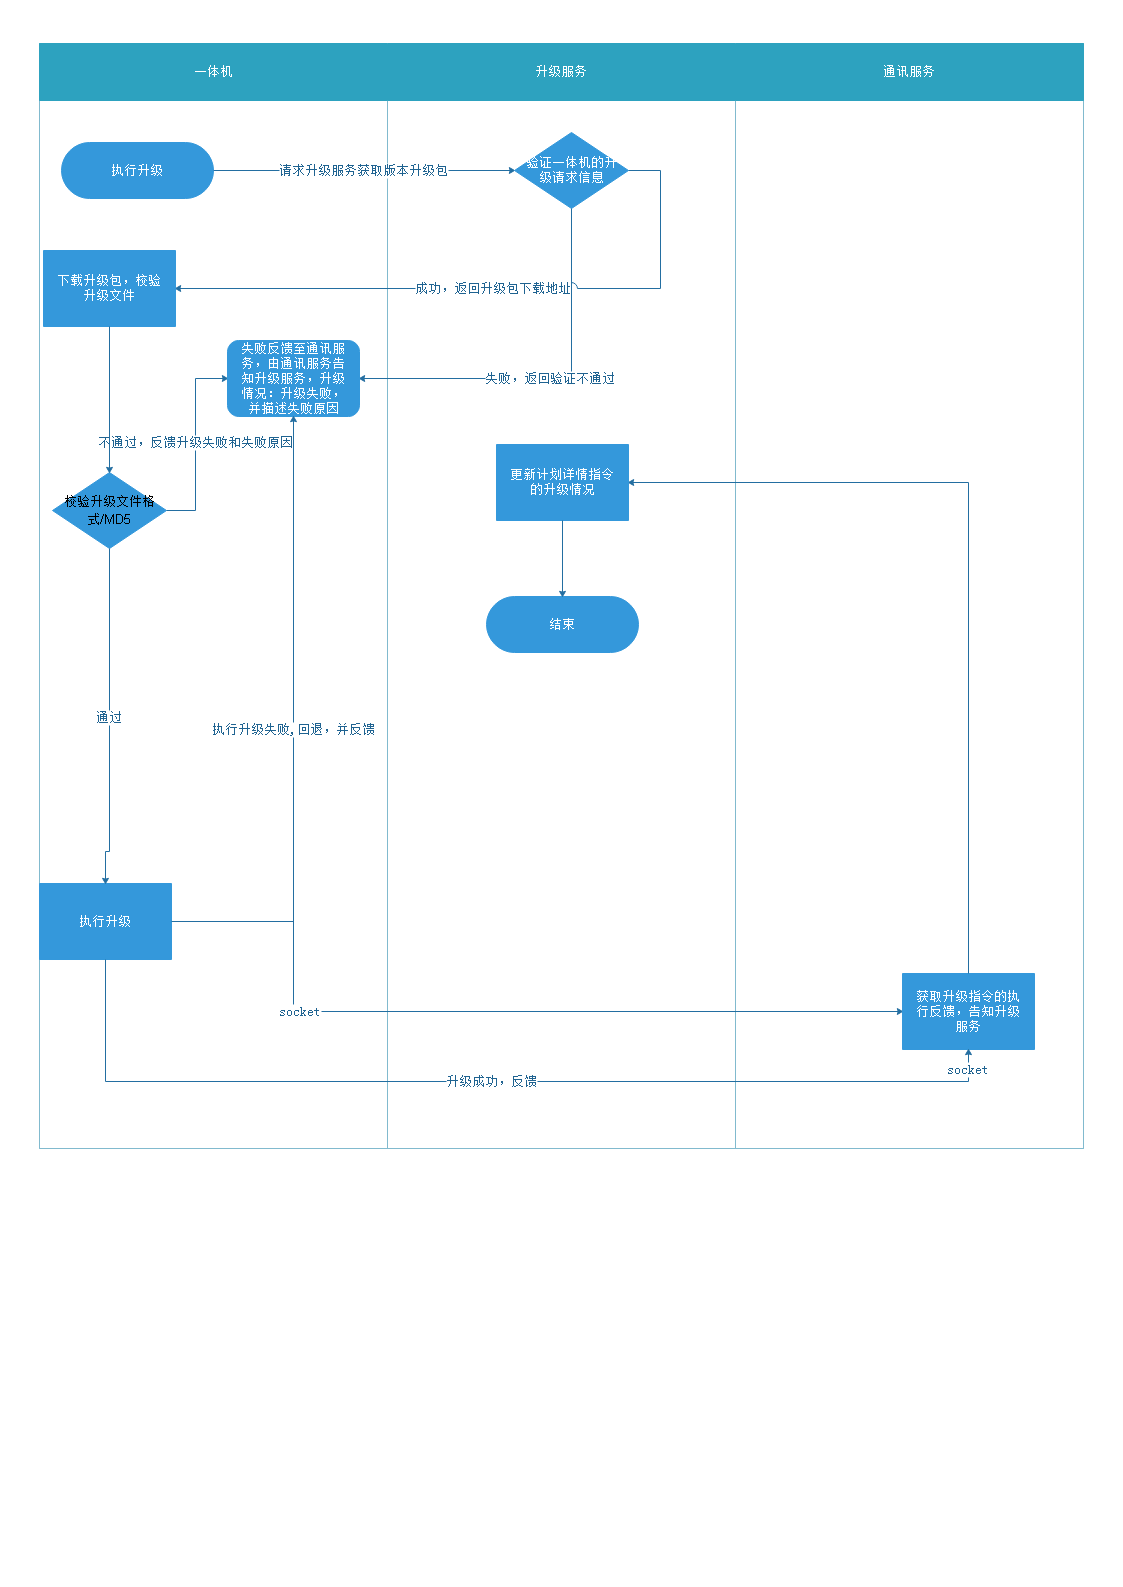 一体机
升级服务
通讯服务
执行升级
请求升级服务获取版本升级包
验证一体机的升
级请求信息
下载升级包，校验
升级文件
成功，返回升级包下载地址
失败反馈至通讯服
务，由通讯服务告
知升级服务，升级
情况：升级失败，
并描述失败原因
失败，返回验证不通过
不通过，反馈升级失败和失败原因
更新计划详情指令
的升级情况
校验升级文件格
式/MD5
结束
通过
执行升级失败,回退，并反馈
执行升级
获取升级指令的执
行反馈，告知升级
服务
socket
socket
升级成功，反馈